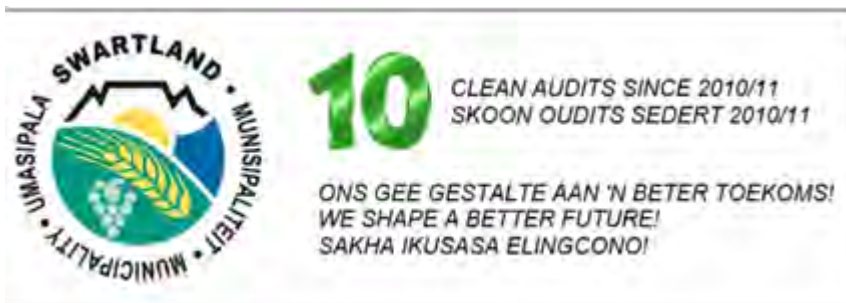 SWARTLAND • MUNISIPALITEIT • MUNICIPALITY • UMASIPALA
10
CLEAN AUDITS SINCE 2010/11
SKOON OUDITS SEDERT 2010/11
ONS GEE GESTALTE AAN 'N BETER TOEKOMS!
WE SHAPE A BETTER FUTURE!
SAKHA IKUSASA ELINGCONO!